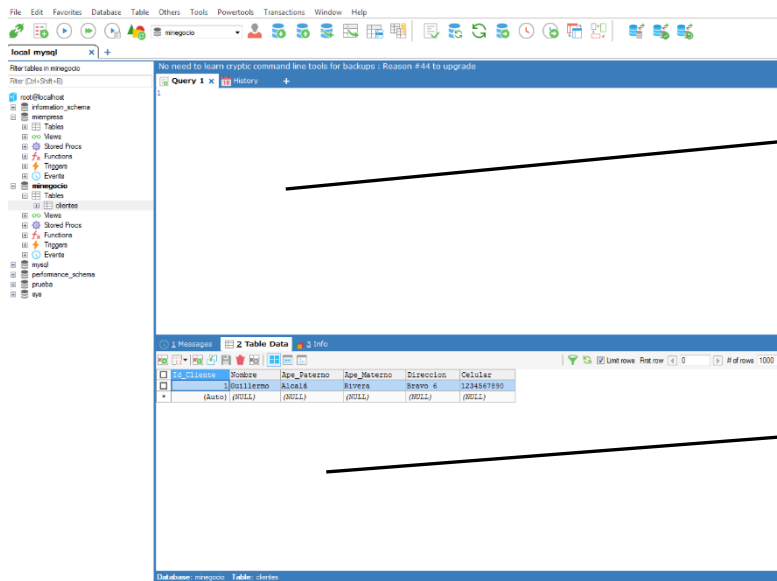 File Edit Favorites Database Table Others Tools Powertools Transactions Window Help
minegocio
local mysql x +
Filter tables in minegocio
Filter (Ctrl+Shift+B)
root@localhost
information_schema
miempresa
Tables
Views
Stored Procs
Functions
Triggers
Events
minegocio
Tables
clientes
Views
Stored Procs
Functions
Triggers
Events
mysql
performance_schema
prueba
sys
No need to learn cryptic command line tools for backups : Reason #44 to upgrade
Query 1 x History +
1
1 Messages 2 Table Data 3 Info
Limit rows First row 0 # of rows 1000
Id_Cliente Nombre Ape_Paterno Ape_Materno Direccion Celular
1 Guillermo Alcalá Rivera Bravo 6 1234567890
* (Auto) (NULL) (NULL) (NULL) (NULL) (NULL)
Database: minegocio Table: clientes